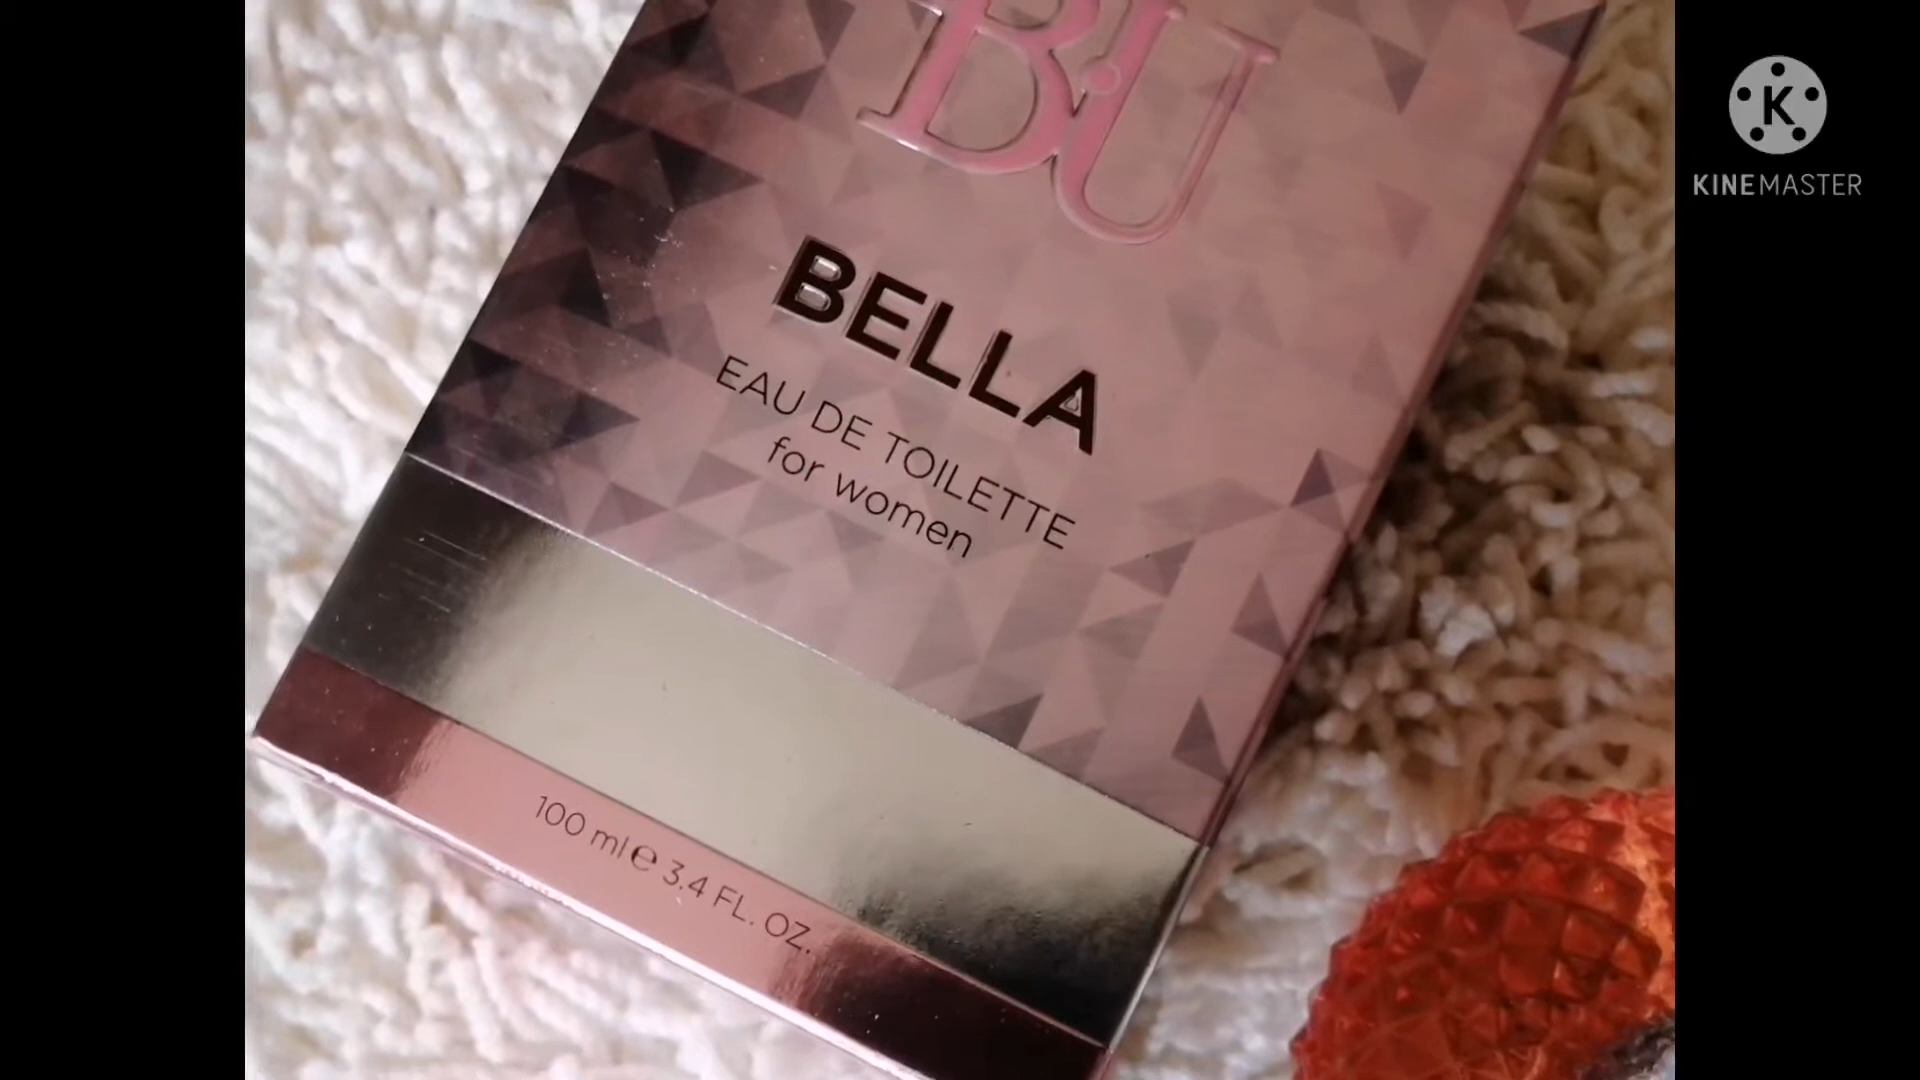 BU
BELLA
EAU DE TOILETTE
for women
100 ml ℮ 3.4 FL. OZ.
K
KINEMASTER